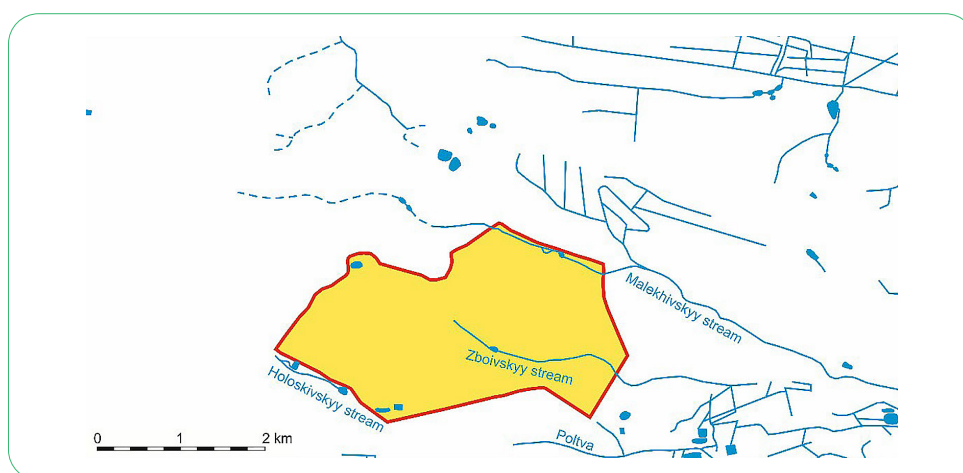 Malekhivskyy stream
Zboivskyy stream
Holoskivskyy stream
Poltva
0 1 2 km